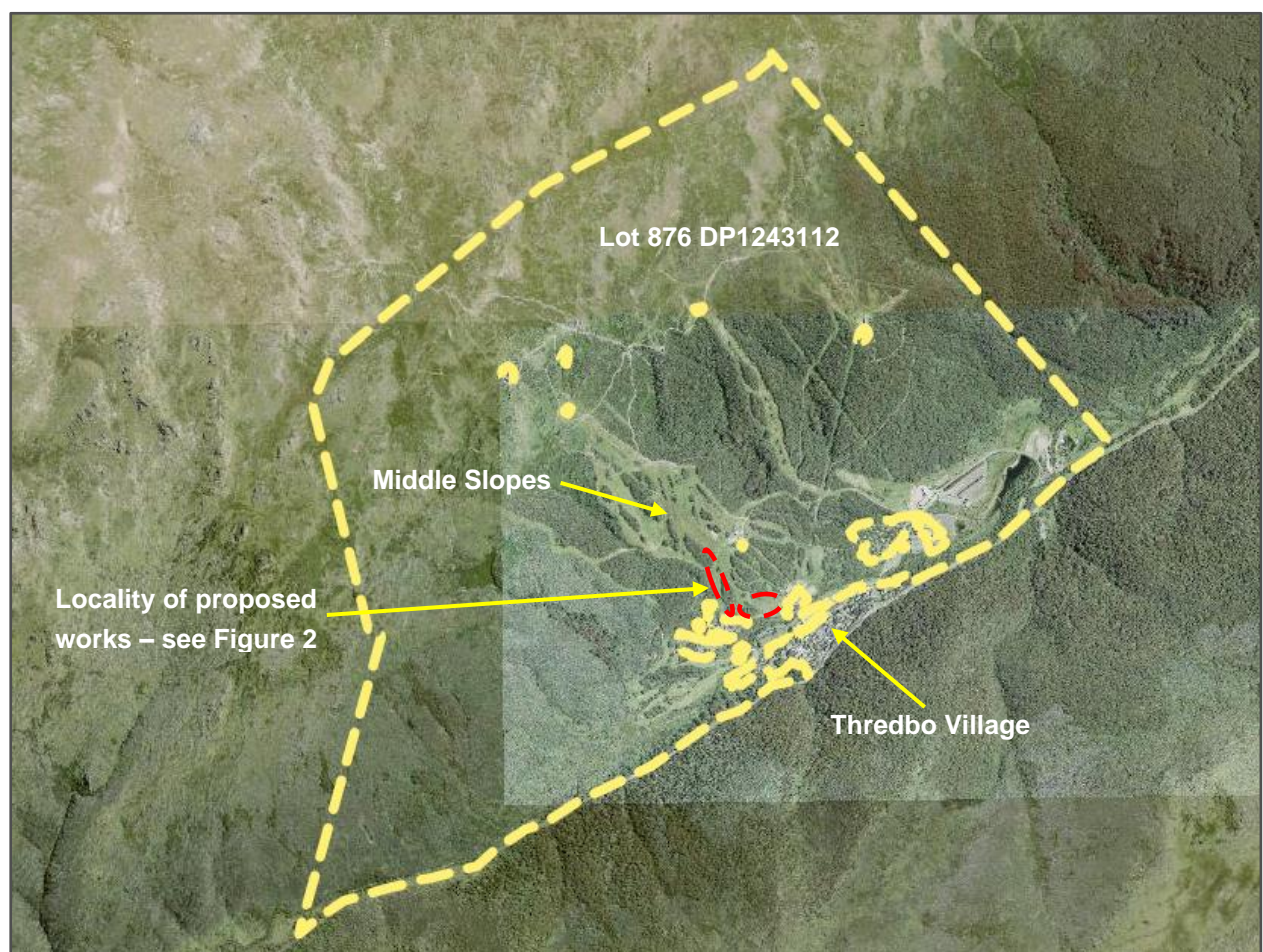 Lot 876 DP1243112
Middle Slopes
Locality of proposed
works – see Figure 2
Thredbo Village